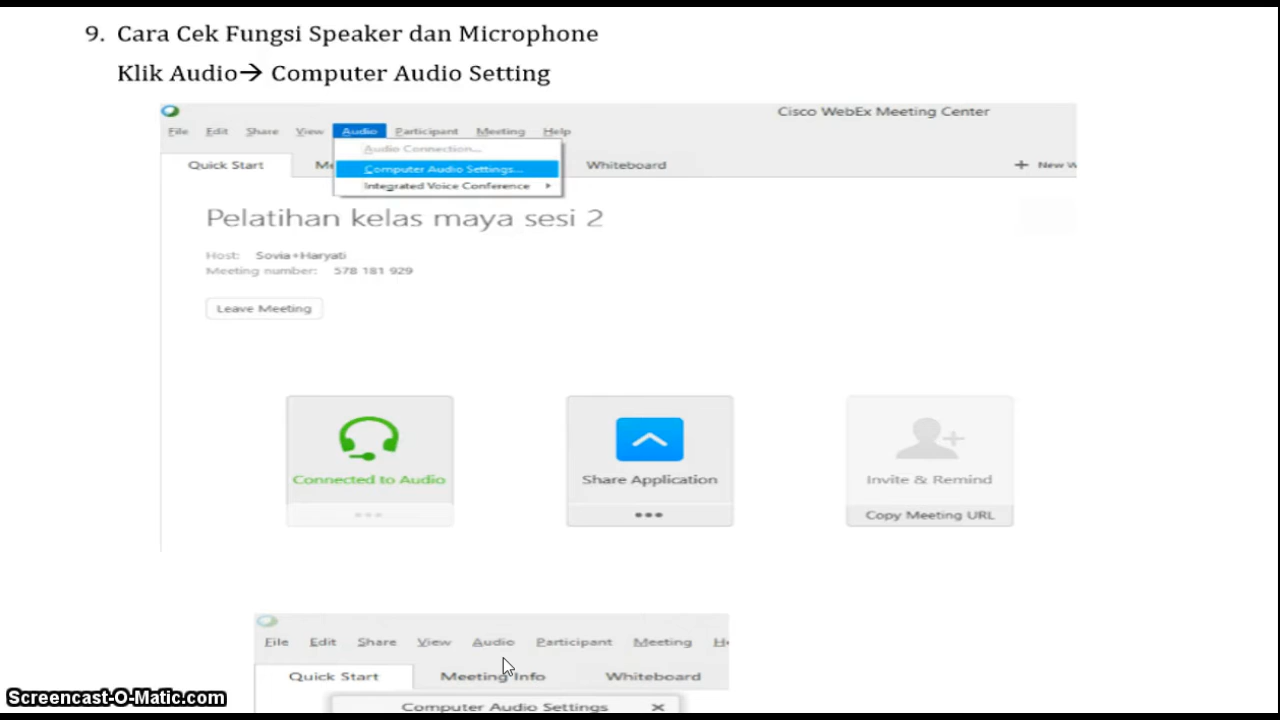 9. Cara Cek Fungsi Speaker dan Microphone
Klik Audio→ Computer Audio Setting
Cisco WebEx Meeting Center
File Edit Share View Audio Participant Meeting Help
Audio Connection...
Quick Start Me Whiteboard + New W
Computer Audio Settings...
Integrated Voice Conference
Pelatihan kelas maya sesi 2
Host: Sovia+Haryati
Meeting number: 578 181 929
Leave Meeting
Connected to Audio Share Application Invite & Remind
Copy Meeting URL
File Edit Share View Audio Participant Meeting He
Quick Start Meeting Info Whiteboard
Computer Audio Settings
Screencast-O-Matic.com